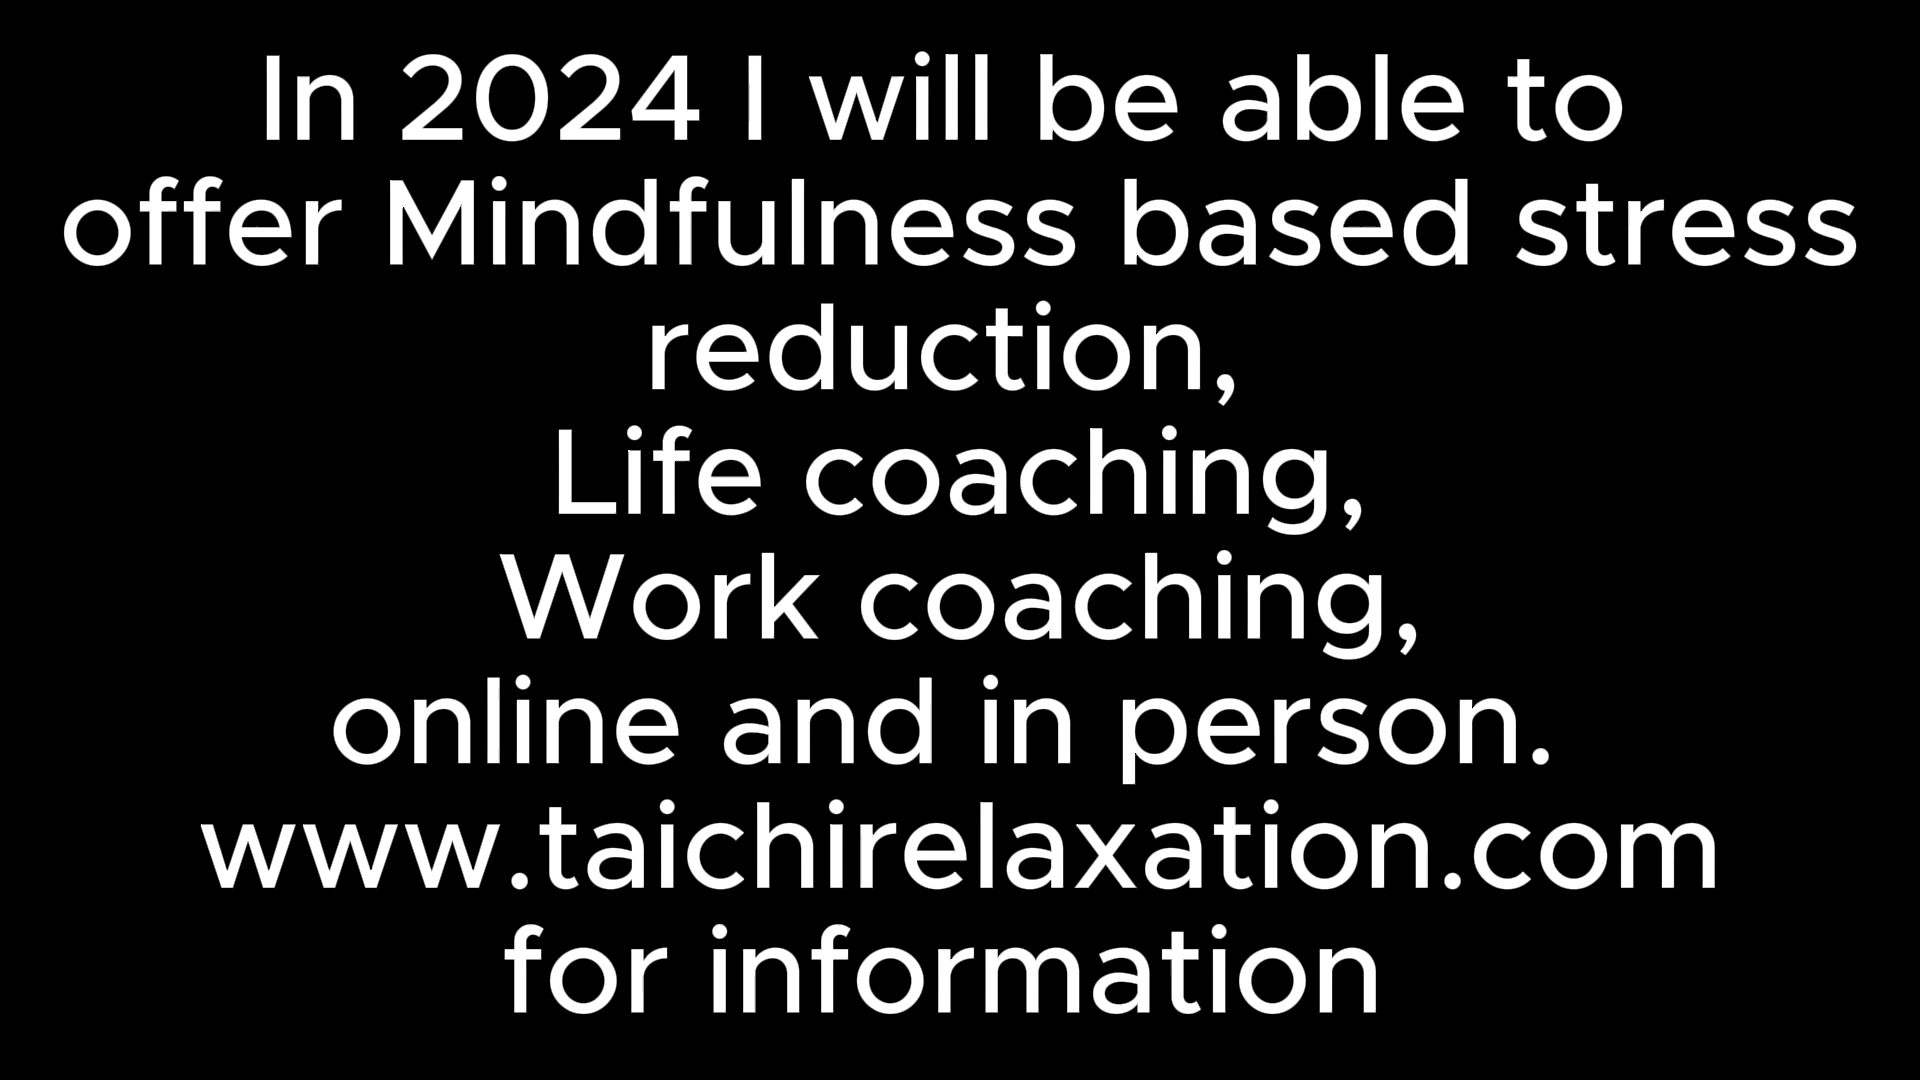 In 2024 I will be able to
offer Mindfulness based stress
reduction,
Life coaching,
Work coaching,
online and in person.
www.taichirelaxation.com
for information